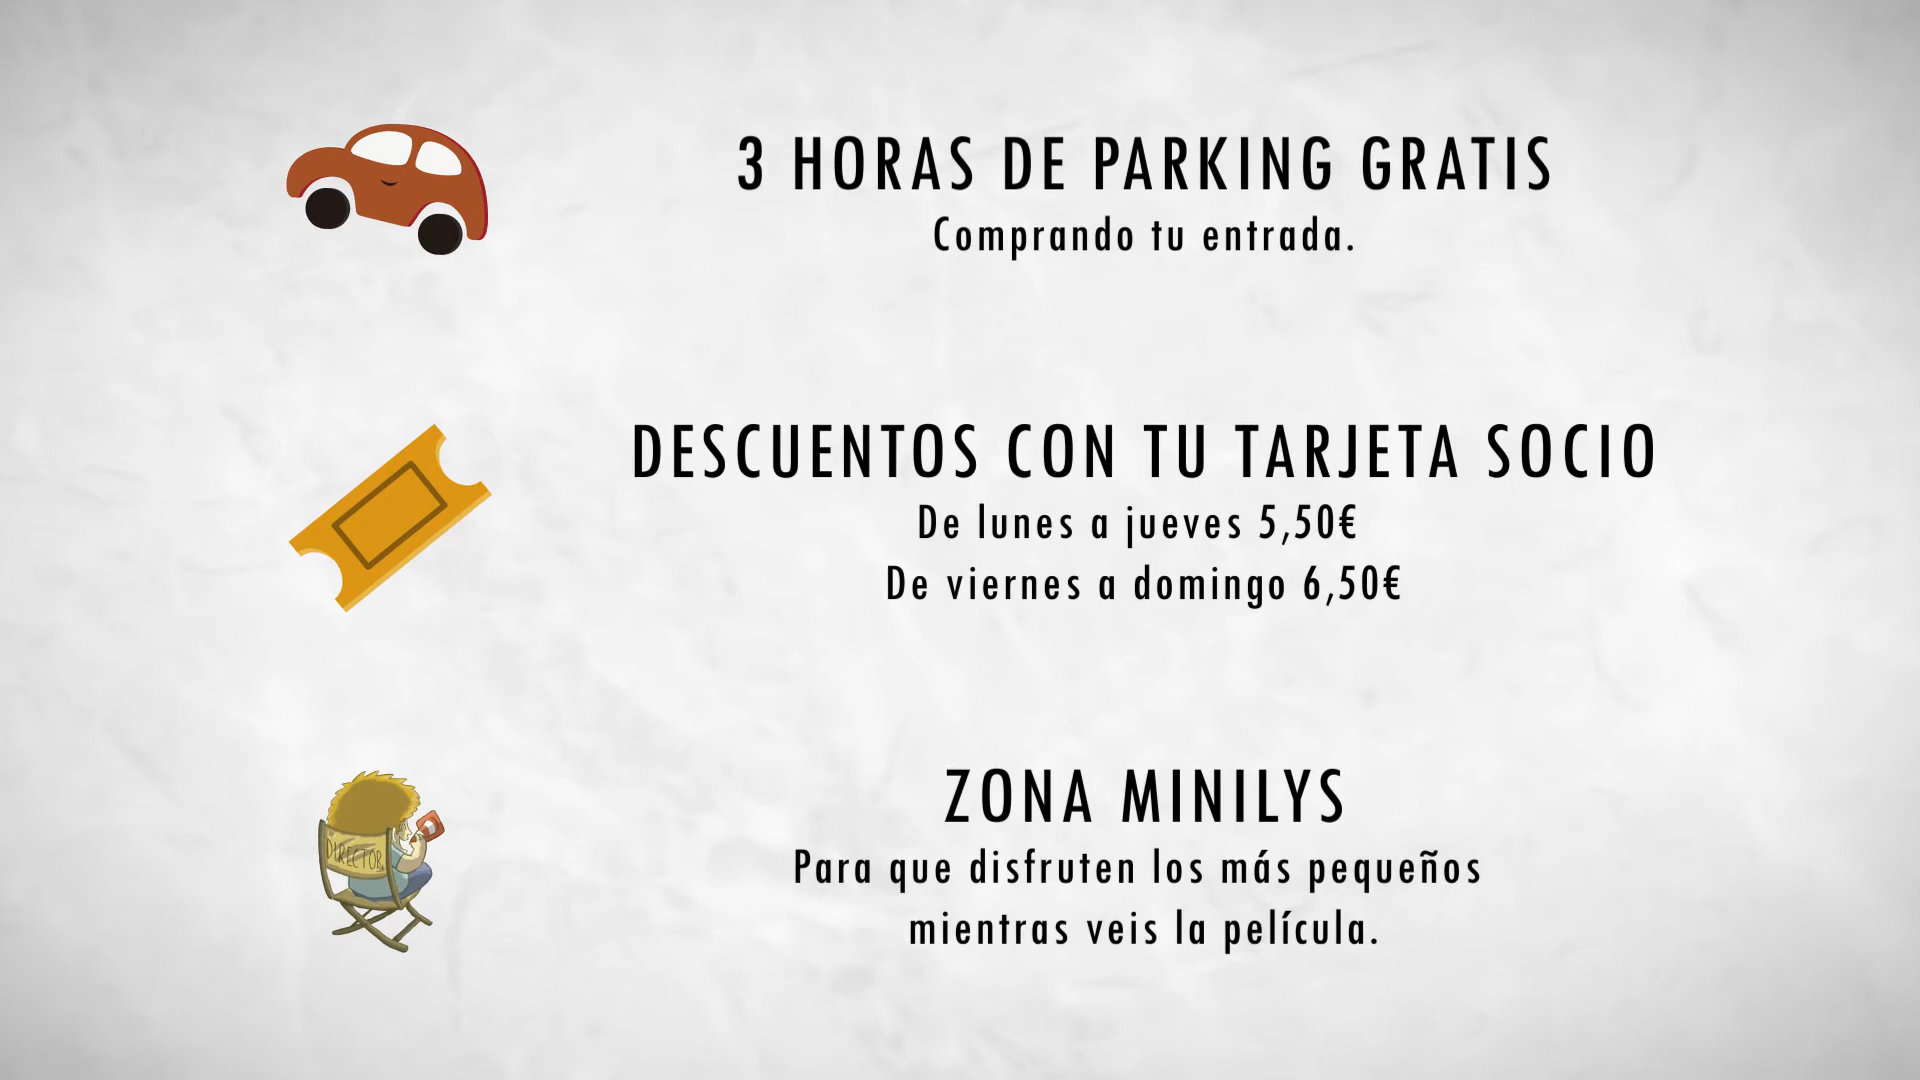 3 HORAS DE PARKING GRATIS
Comprando tu entrada.
DESCUENTOS CON TU TARJETA SOCIO
De lunes a jueves 5,50€
De viernes a domingo 6,50€
DIRECTOR
ZONA MINILYS
Para que disfruten los más pequeños
mientras veis la película.